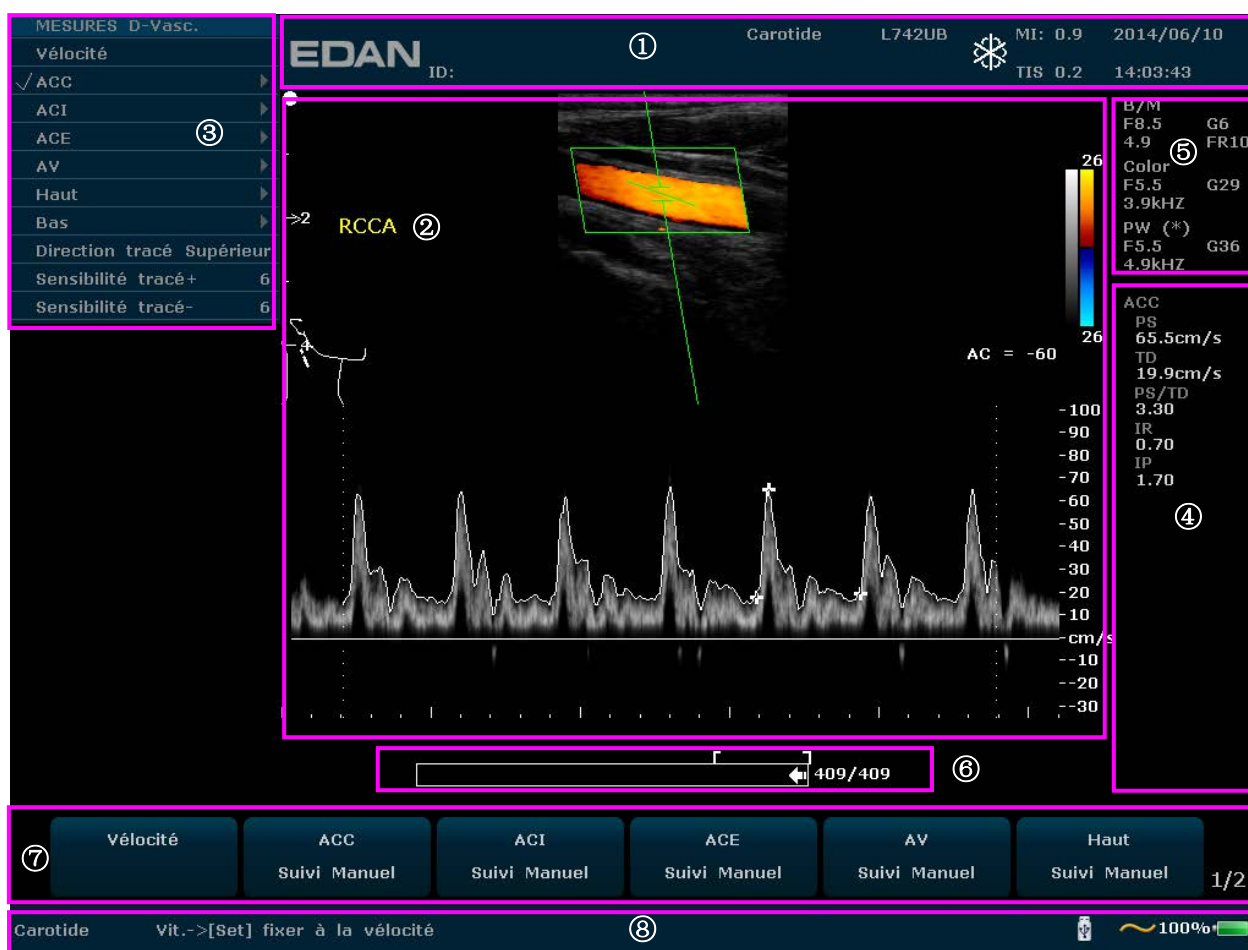 MESURES D-Vasc.
Vélocité
✓ ACC
ACI
ACE
AV
Haut
Bas
Direction tracé Supérieur
Sensibilité tracé+ 6
Sensibilité tracé- 6
③
EDAN
ID:
①
Carotide L742UB
MI: 0.9 2014/06/10
TIS 0.2 14:03:43
2
4
RCCA ②
26
26
AC = -60
-100
-90
-80
-70
-60
-50
-40
-30
-20
-10
-cm/s
--10
--20
--30
B/M
F8.5 G6
4.9 FR10
⑤
Color
F5.5 G29
3.9kHZ
PW (*)
F5.5 G36
4.9kHZ
ACC
PS
65.5cm/s
TD
19.9cm/s
PS/TD
3.30
IR
0.70
IP
1.70
④
409/409
⑥
⑦
Vélocité
ACC
Suivi Manuel
ACI
Suivi Manuel
ACE
Suivi Manuel
AV
Suivi Manuel
Haut
Suivi Manuel
1/2
Carotide Vit.->[Set] fixer à la vélocité ⑧ 100%